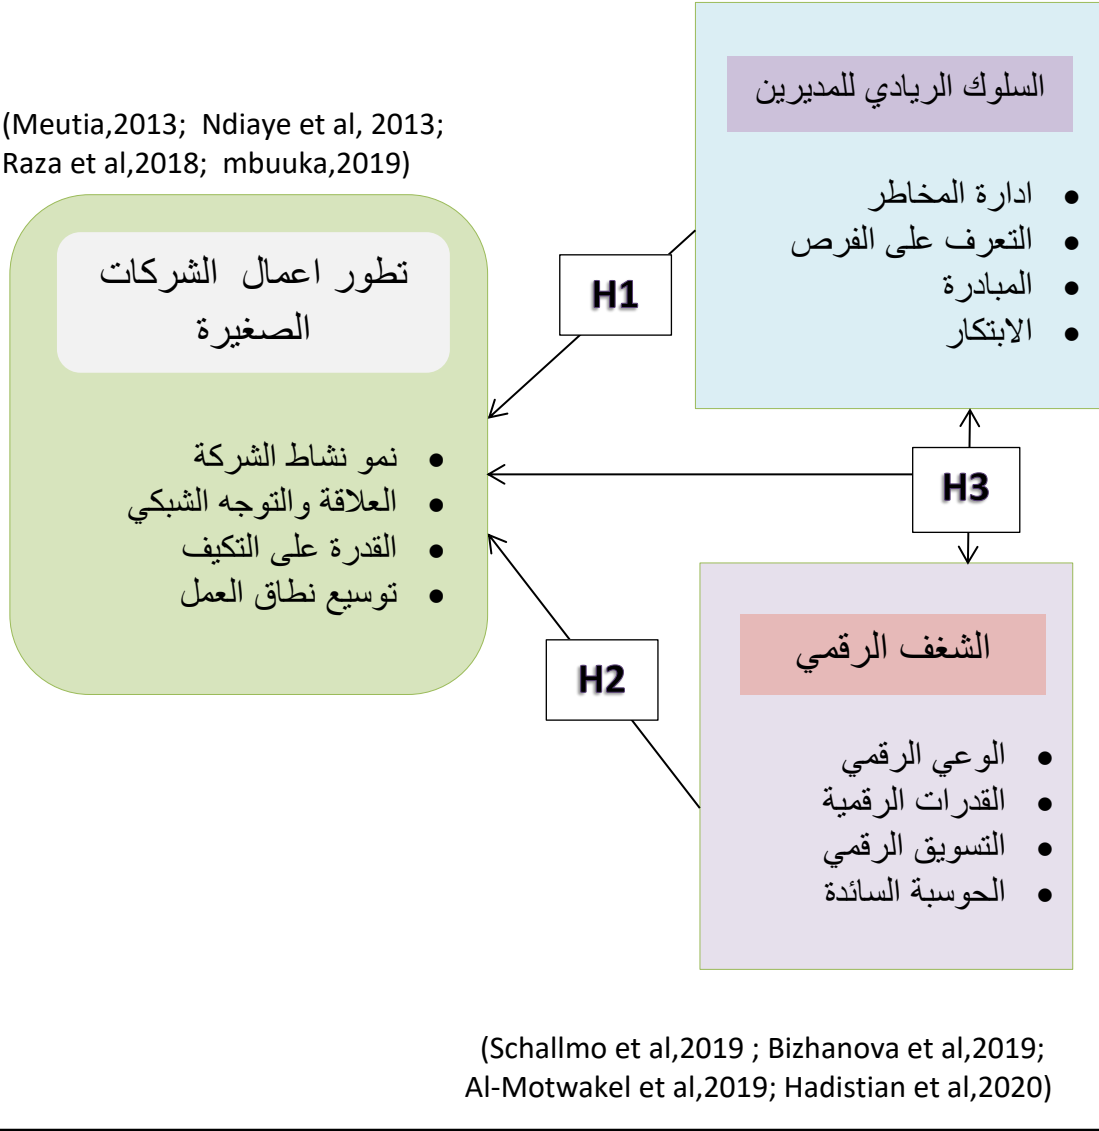 السلوك الريادي للمديرين
• ادارة المخاطر
• التعرف على الفرص
• المبادرة
• الابتكار
(Meutia,2013; Ndiaye et al, 2013;
Raza et al,2018; mbuuka,2019)
تطور اعمال الشركات
الصغيرة
• نمو نشاط الشركة
• العلاقة والتوجه الشبكي
• القدرة على التكيف
• توسيع نطاق العمل
H1
H3
H2
الشغف الرقمي
• الوعي الرقمي
• القدرات الرقمية
• التسويق الرقمي
• الحوسبة السائدة
(Schallmo et al,2019 ; Bizhanova et al,2019;
Al-Motwakel et al,2019; Hadistian et al,2020)